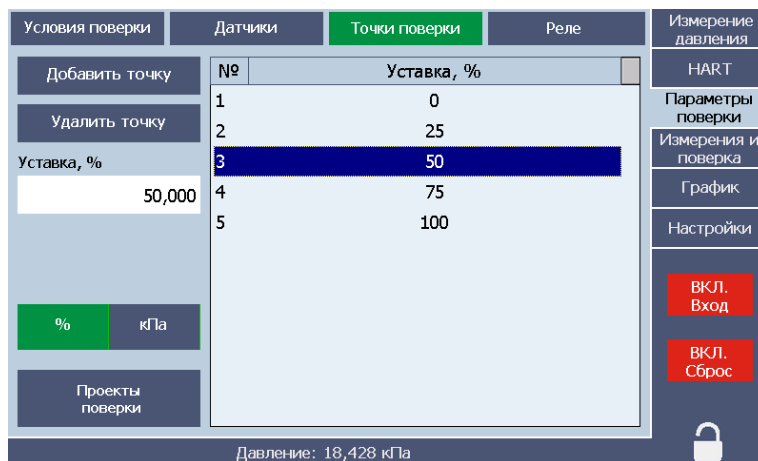 Условия поверки
Датчики
Точки поверки
Реле
Измерение
давления
HART
Параметры
поверки
Измерения и
поверка
График
Настройки
ВКЛ.
Вход
ВКЛ.
Сброс
Добавить точку
Удалить точку
Уставка, %
50,000
%
кПа
Проекты
поверки
№ Уставка, %
1 0
2 25
3 50
4 75
5 100
Давление: 18,428 кПа